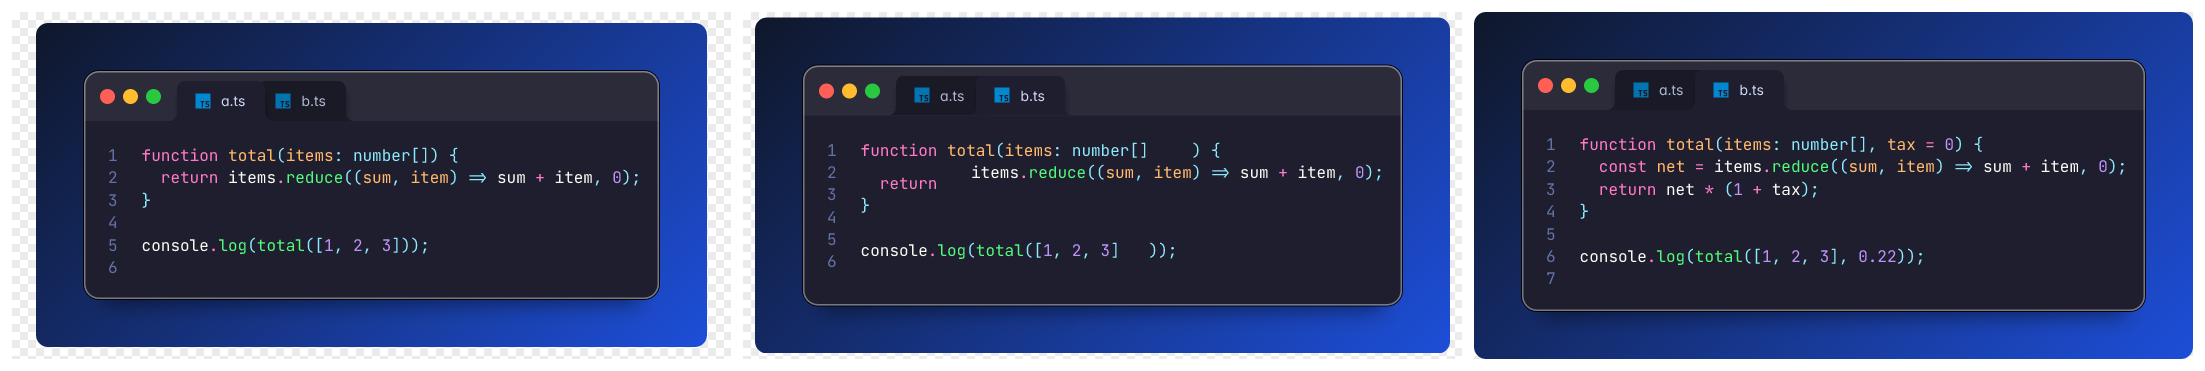 a.ts b.ts
1 function total(items: number[]) {
2   return items.reduce((sum, item) => sum + item, 0);
3 }
4
5 console.log(total([1, 2, 3]));
6
a.ts b.ts
1 function total(items: number[]    ) {
2                items.reduce((sum, item) => sum + item, 0);
3   return
4 }
5
console.log(total([1, 2, 3]   ));
6
a.ts b.ts
1 function total(items: number[], tax = 0) {
2   const net = items.reduce((sum, item) => sum + item, 0);
3   return net * (1 + tax);
4 }
5
6 console.log(total([1, 2, 3], 0.22));
7